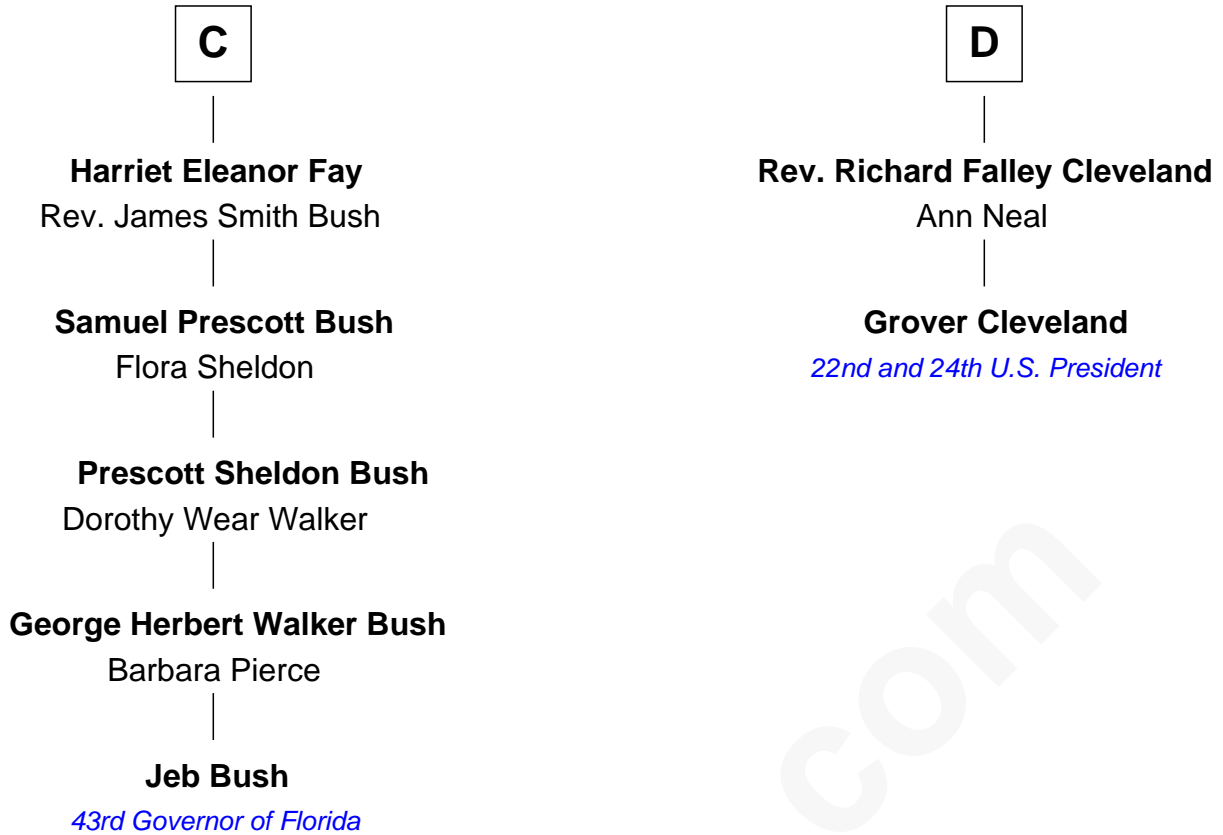 C
Harriet Eleanor Fay
Rev. James Smith Bush
Samuel Prescott Bush
Flora Sheldon
Prescott Sheldon Bush
Dorothy Wear Walker
George Herbert Walker Bush
Barbara Pierce
Jeb Bush
43rd Governor of Florida
D
Rev. Richard Falley Cleveland
Ann Neal
Grover Cleveland
22nd and 24th U.S. President
com